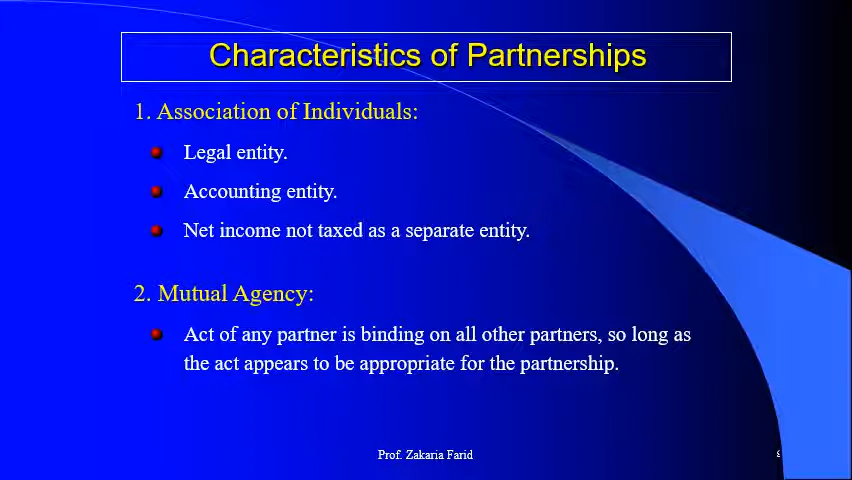 Characteristics of Partnerships
1. Association of Individuals:
Legal entity.
Accounting entity.
Net income not taxed as a separate entity.
2. Mutual Agency:
Act of any partner is binding on all other partners, so long as
the act appears to be appropriate for the partnership.
Prof. Zakaria Farid